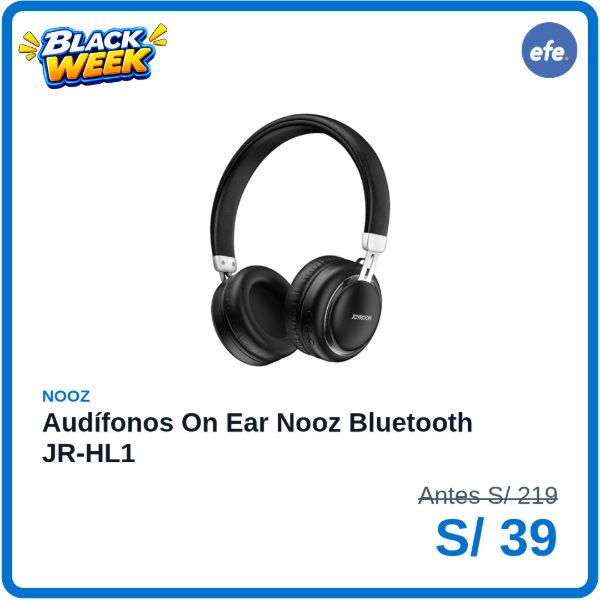 BLACK
WEEK
efe.
JOYROOM
NOOZ
Audífonos On Ear Nooz Bluetooth
JR-HL1
Antes S/ 219
S/ 39